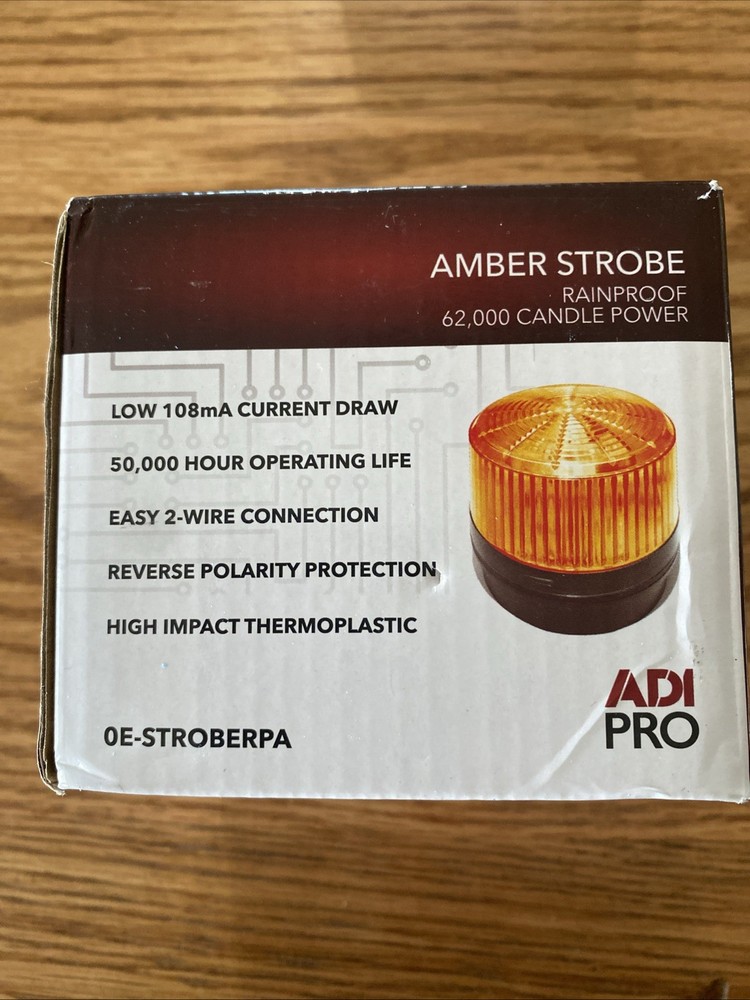 AMBER STROBE
RAINPROOF
62,000 CANDLE POWER
LOW 108mA CURRENT DRAW
50,000 HOUR OPERATING LIFE
EASY 2-WIRE CONNECTION
REVERSE POLARITY PROTECTION
HIGH IMPACT THERMOPLASTIC
0E-STROBERPA
ADI
PRO